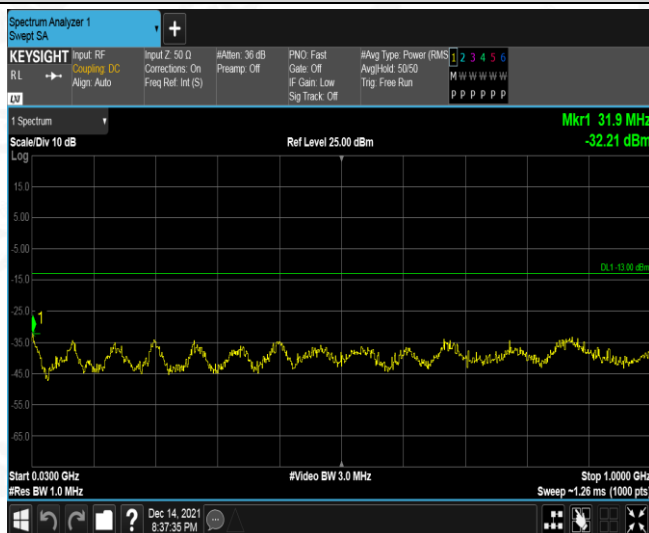 Spectrum Analyzer 1
Swept SA
KEYSIGHT
RL
LXI
Input: RF
Coupling: DC
Align: Auto
Input Z: 50 Ω
Corrections: On
Freq Ref: Int (S)
#Atten: 36 dB
Preamp: Off
PNO: Fast
Gate: Off
IF Gain: Low
Sig Track: Off
#Avg Type: Power (RMS
Avg|Hold: 50/50
Trig: Free Run
1 2 3 4 5 6
M W W W W W
P P P P P P
1 Spectrum
Scale/Div 10 dB
Ref Level 25.00 dBm
Mkr1 31.9 MHz
-32.21 dBm
Log
15.0
5.00
-5.00
DL1 -13.00 dBm
-15.0
-25.0
1
-35.0
-45.0
-55.0
-65.0
Start 0.0300 GHz
#Video BW 3.0 MHz
Stop 1.0000 GHz
#Res BW 1.0 MHz
Sweep ~1.26 ms (1000 pts)
?
Dec 14, 2021
8:37:35 PM